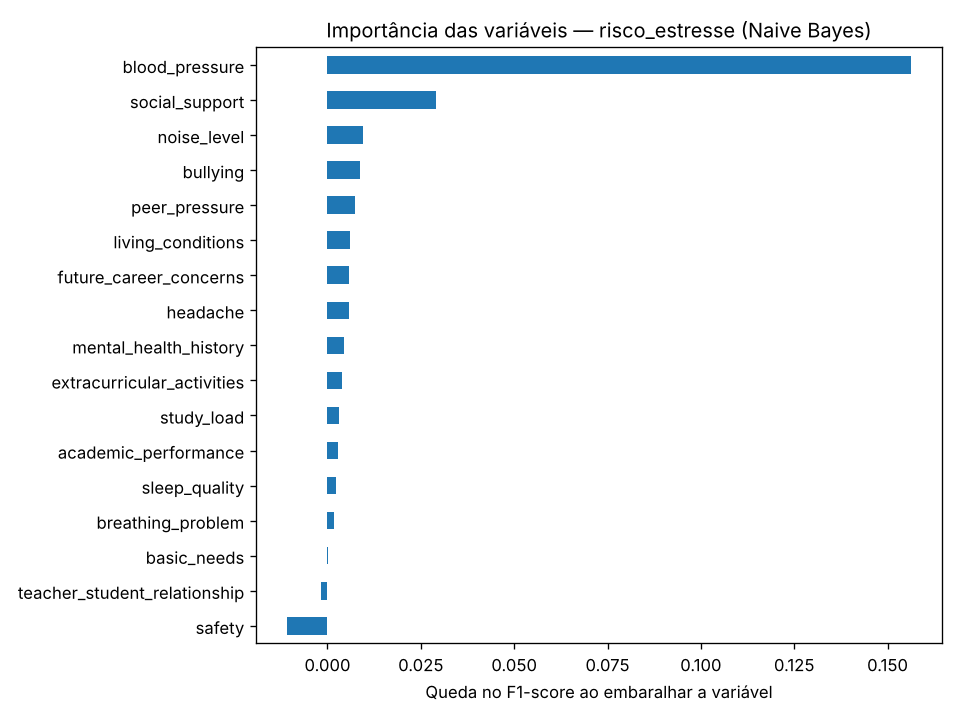 Importância das variáveis — risco_estresse (Naive Bayes)
blood_pressure
social_support
noise_level
bullying
peer_pressure
living_conditions
future_career_concerns
headache
mental_health_history
extracurricular_activities
study_load
academic_performance
sleep_quality
breathing_problem
basic_needs
teacher_student_relationship
safety
0.000 0.025 0.050 0.075 0.100 0.125 0.150
Queda no F1-score ao embaralhar a variável